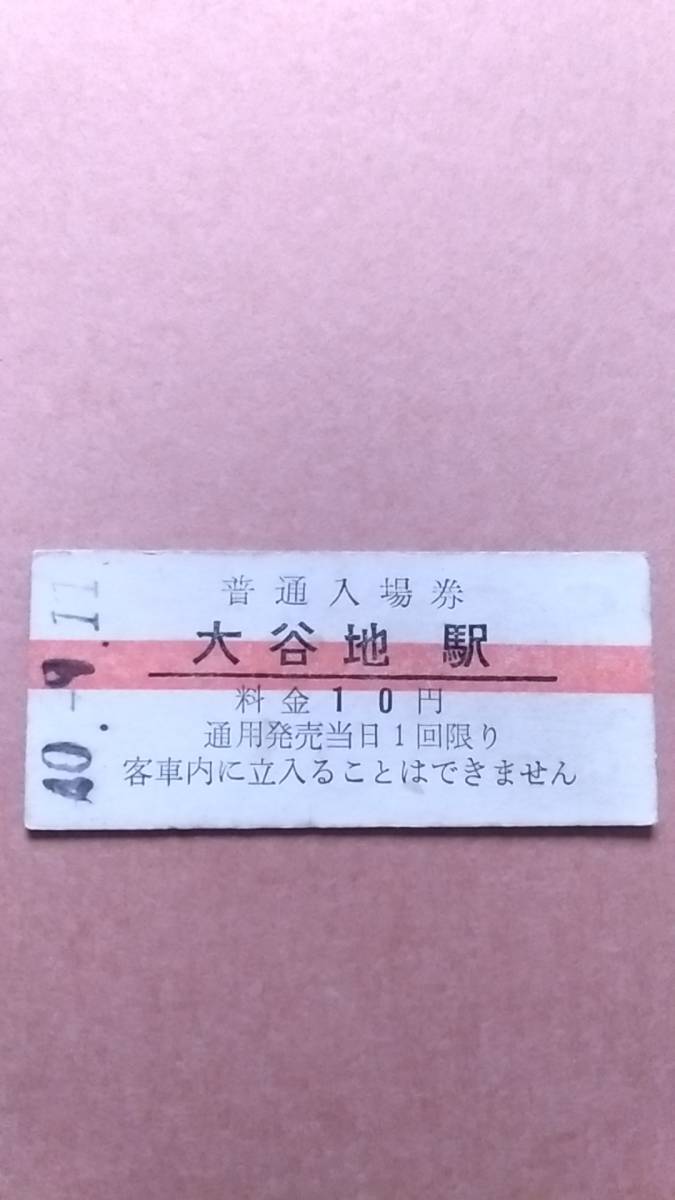 普通入場券
大谷地駅
料金10円
通用発売当日1回限り
客車内に立入ることはできません
40.-9.11